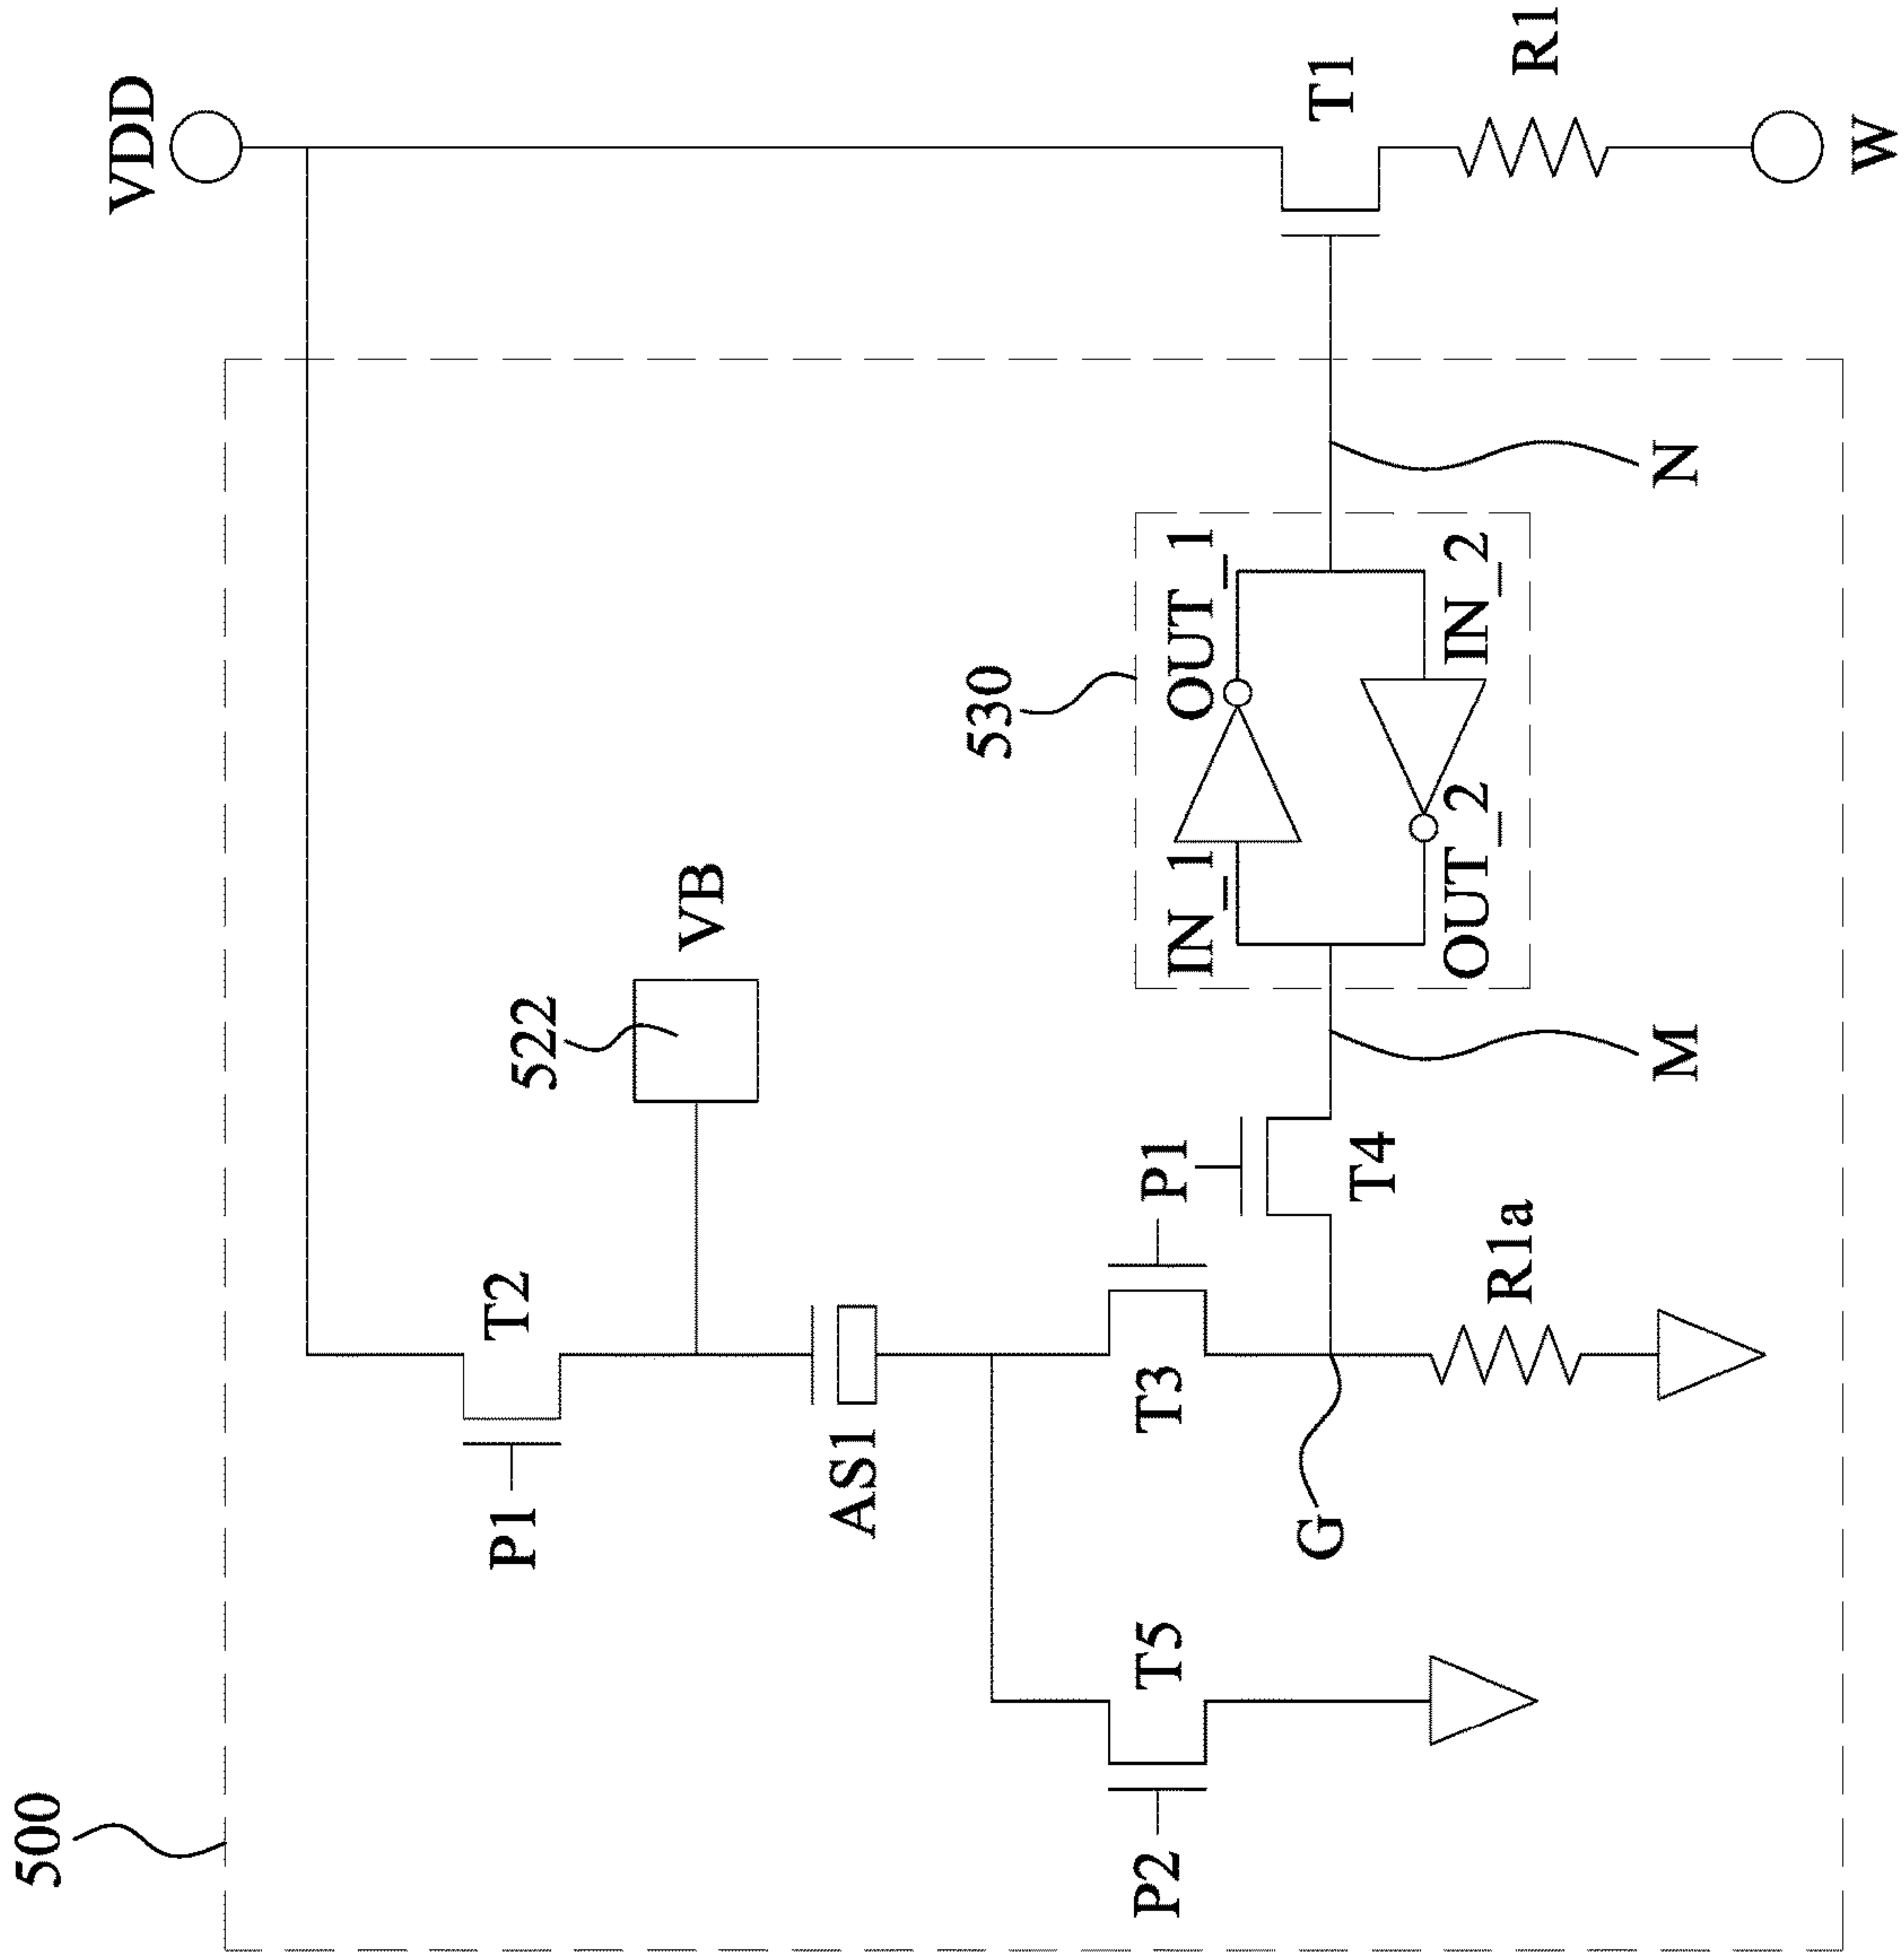 500
VDD
P1
T2
522
VB
AS1
530
P1
IN_1
OUT_1
T1
P2
T5
T3
G
T4
R1a
OUT_2
IN_2
R1
M
N
W